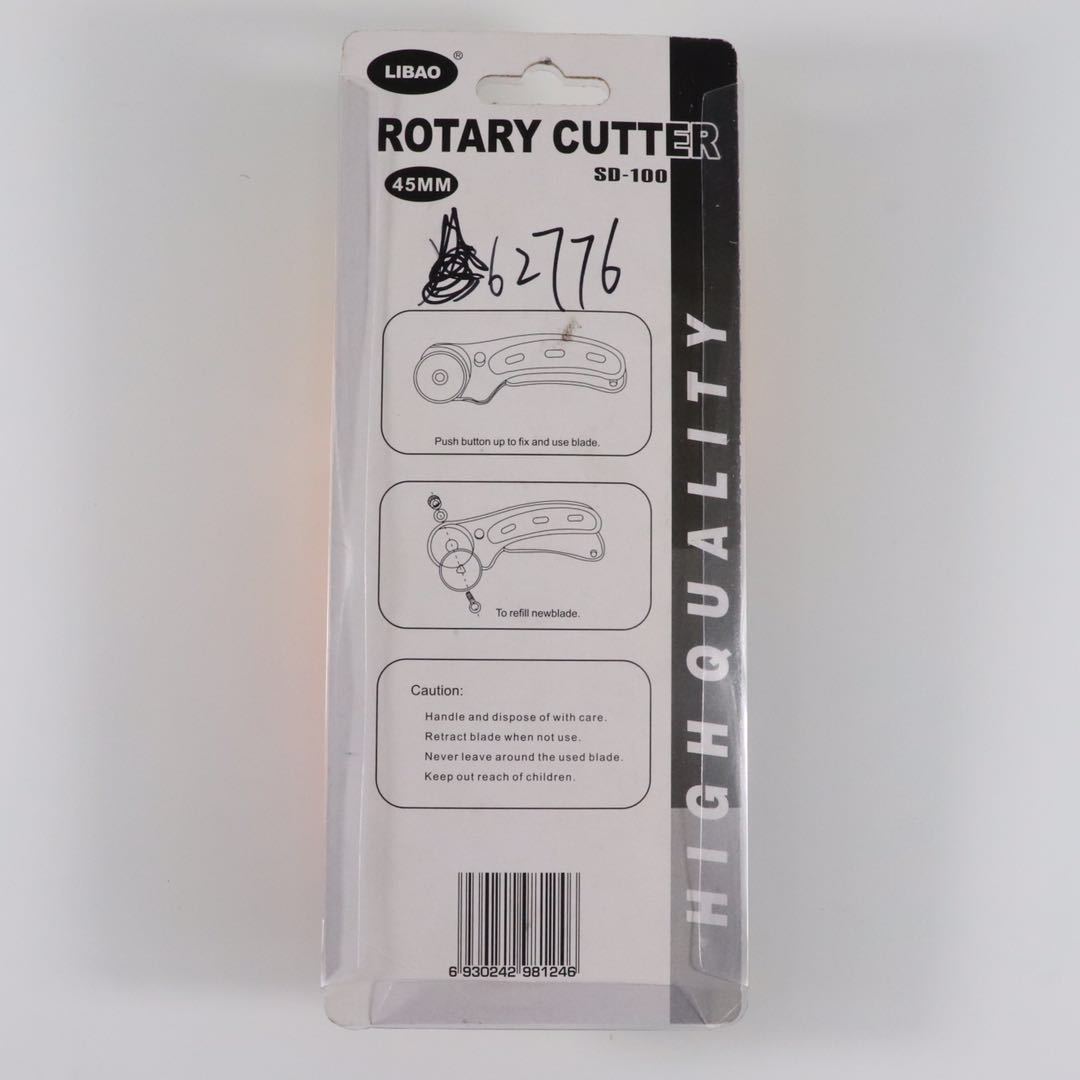 LIBAO ®
ROTARY CUTTER
SD-100
45MM
62776
Push button up to fix and use blade.
To refill newblade.
Caution:
Handle and dispose of with care.
Retract blade when not use.
Never leave around the used blade.
Keep out reach of children.
HIGH QUALITY
6 930242 981246